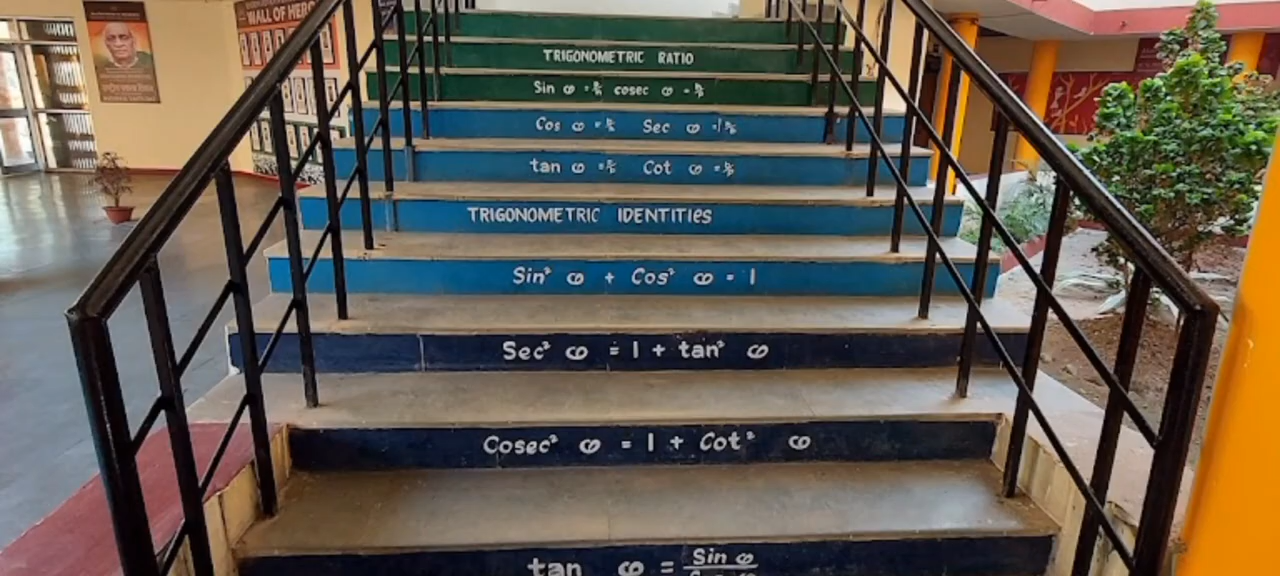 WALL OF HERO
TRIGONOMETRIC RATIO
Sin φ = P/H cosec φ = H/P
Cos φ = B/H Sec φ = H/B
tan φ = P/B Cot φ = B/P
TRIGONOMETRIC IDENTITIES
Sin² φ + Cos² φ = 1
Sec² φ = 1 + tan² φ
Cosec² φ = 1 + Cot² φ
tan φ = Sin φ